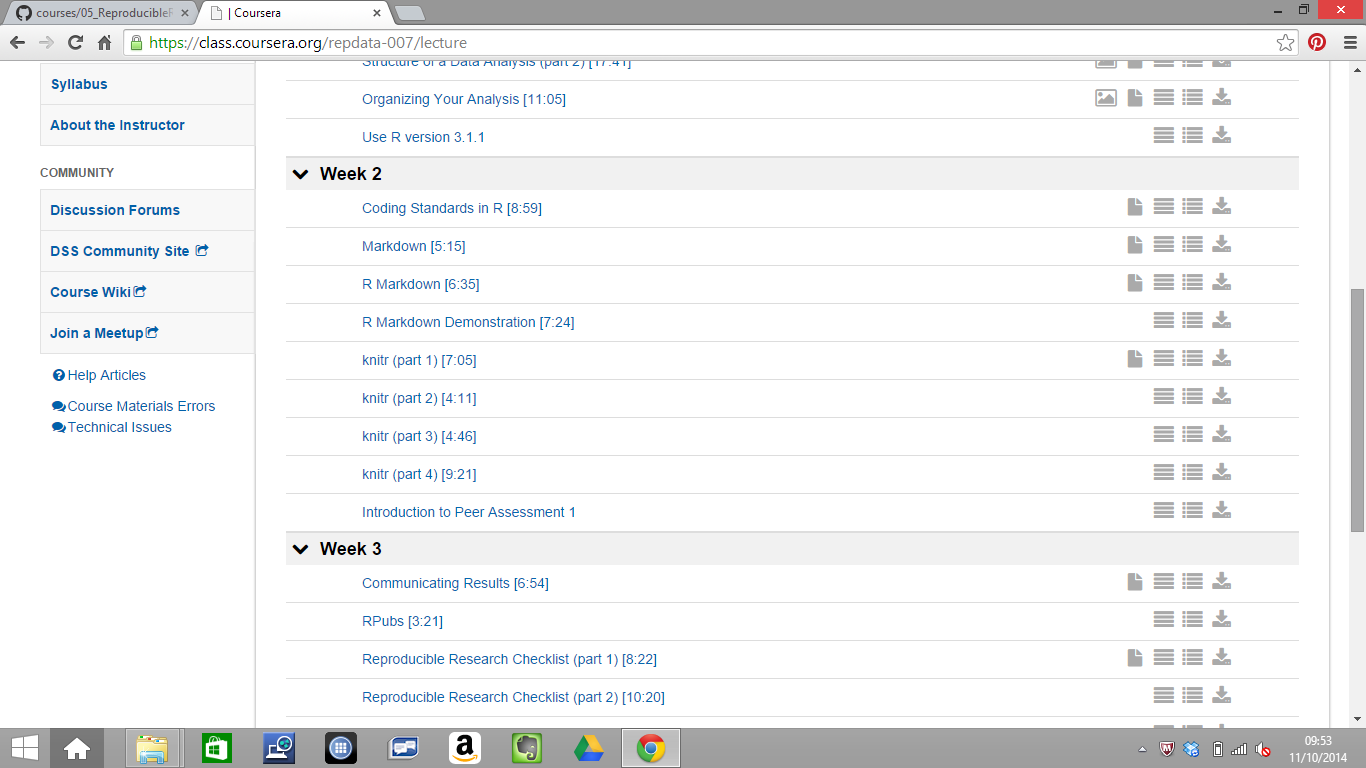 courses/05_ReproducibleR
| Coursera
https://class.coursera.org/repdata-007/lecture
Syllabus
About the Instructor
COMMUNITY
Discussion Forums
DSS Community Site
Course Wiki
Join a Meetup
Help Articles
Course Materials Errors
Technical Issues
Structure of a Data Analysis (part 2) [17:41]
Organizing Your Analysis [11:05]
Use R version 3.1.1
Week 2
Coding Standards in R [8:59]
Markdown [5:15]
R Markdown [6:35]
R Markdown Demonstration [7:24]
knitr (part 1) [7:05]
knitr (part 2) [4:11]
knitr (part 3) [4:46]
knitr (part 4) [9:21]
Introduction to Peer Assessment 1
Week 3
Communicating Results [6:54]
RPubs [3:21]
Reproducible Research Checklist (part 1) [8:22]
Reproducible Research Checklist (part 2) [10:20]
09:53
11/10/2014